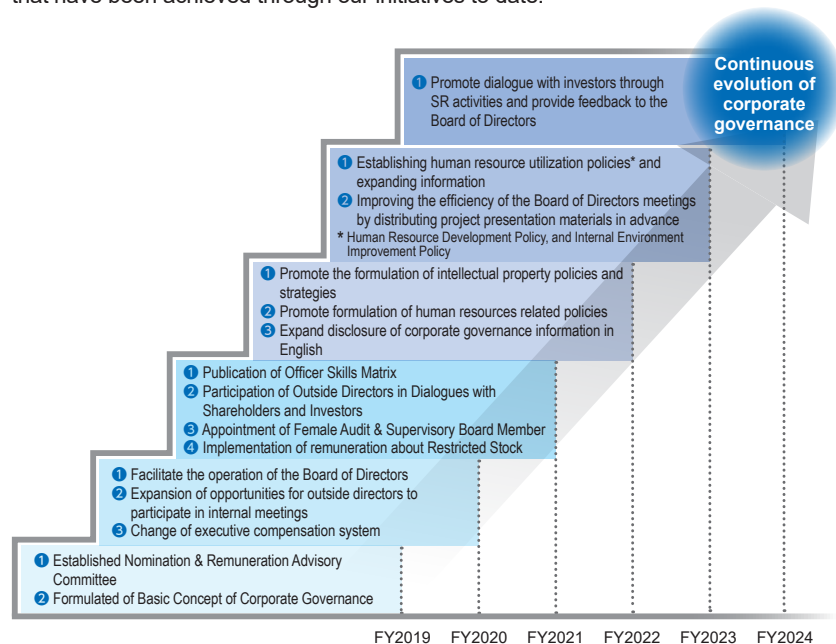 that have been achieved through our initiatives to date.
Continuous
evolution of
corporate
governance
❶ Promote dialogue with investors through
SR activities and provide feedback to the
Board of Directors
❶ Establishing human resource utilization policies* and
expanding information
❷ Improving the efficiency of the Board of Directors meetings
by distributing project presentation materials in advance
* Human Resource Development Policy, and Internal Environment
Improvement Policy
❶ Promote the formulation of intellectual property policies and
strategies
❷ Promote formulation of human resources related policies
❸ Expand disclosure of corporate governance information in
English
❶ Publication of Officer Skills Matrix
❷ Participation of Outside Directors in Dialogues with
Shareholders and Investors
❸ Appointment of Female Audit & Supervisory Board Member
❹ Implementation of remuneration about Restricted Stock
❶ Facilitate the operation of the Board of Directors
❷ Expansion of opportunities for outside directors to
participate in internal meetings
❸ Change of executive compensation system
❶ Established Nomination & Remuneration Advisory
Committee
❷ Formulated of Basic Concept of Corporate Governance
FY2019 FY2020 FY2021 FY2022 FY2023 FY2024